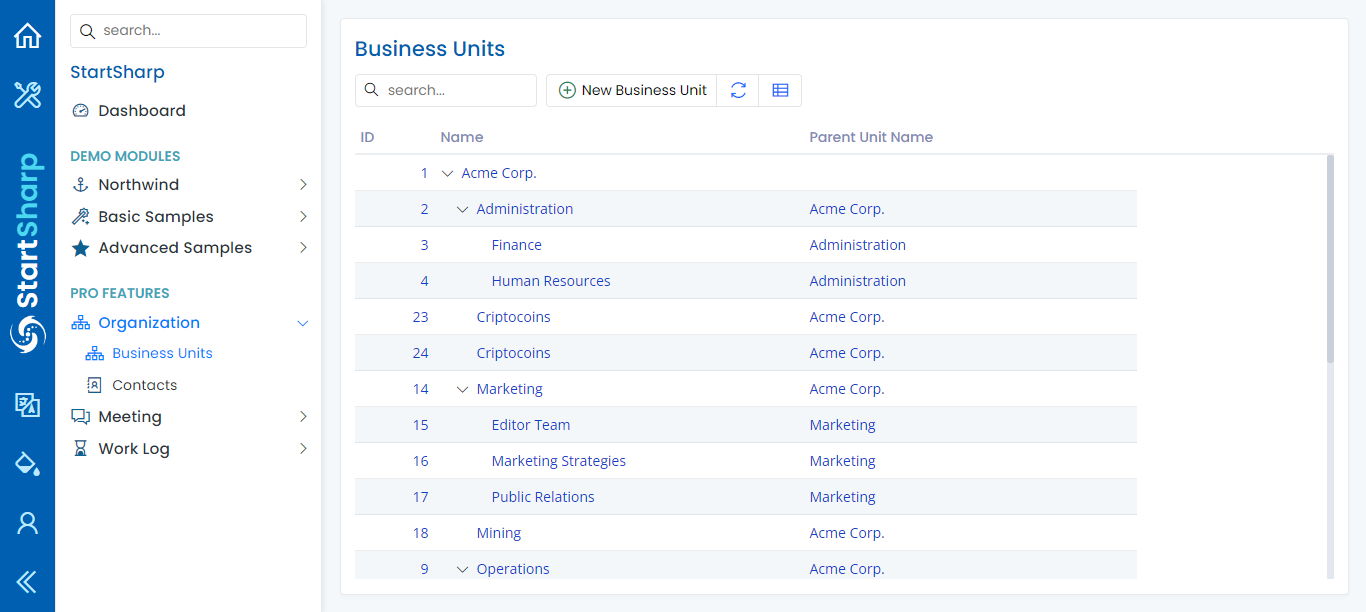 StartSharp
search...
StartSharp
Dashboard
DEMO MODULES
Northwind
Basic Samples
Advanced Samples
PRO FEATURES
Organization
Business Units
Contacts
Meeting
Work Log
Business Units
search...
New Business Unit
ID Name Parent Unit Name
1 Acme Corp.
2 Administration Acme Corp.
3 Finance Administration
4 Human Resources Administration
23 Criptocoins Acme Corp.
24 Criptocoins Acme Corp.
14 Marketing Acme Corp.
15 Editor Team Marketing
16 Marketing Strategies Marketing
17 Public Relations Marketing
18 Mining Acme Corp.
9 Operations Acme Corp.